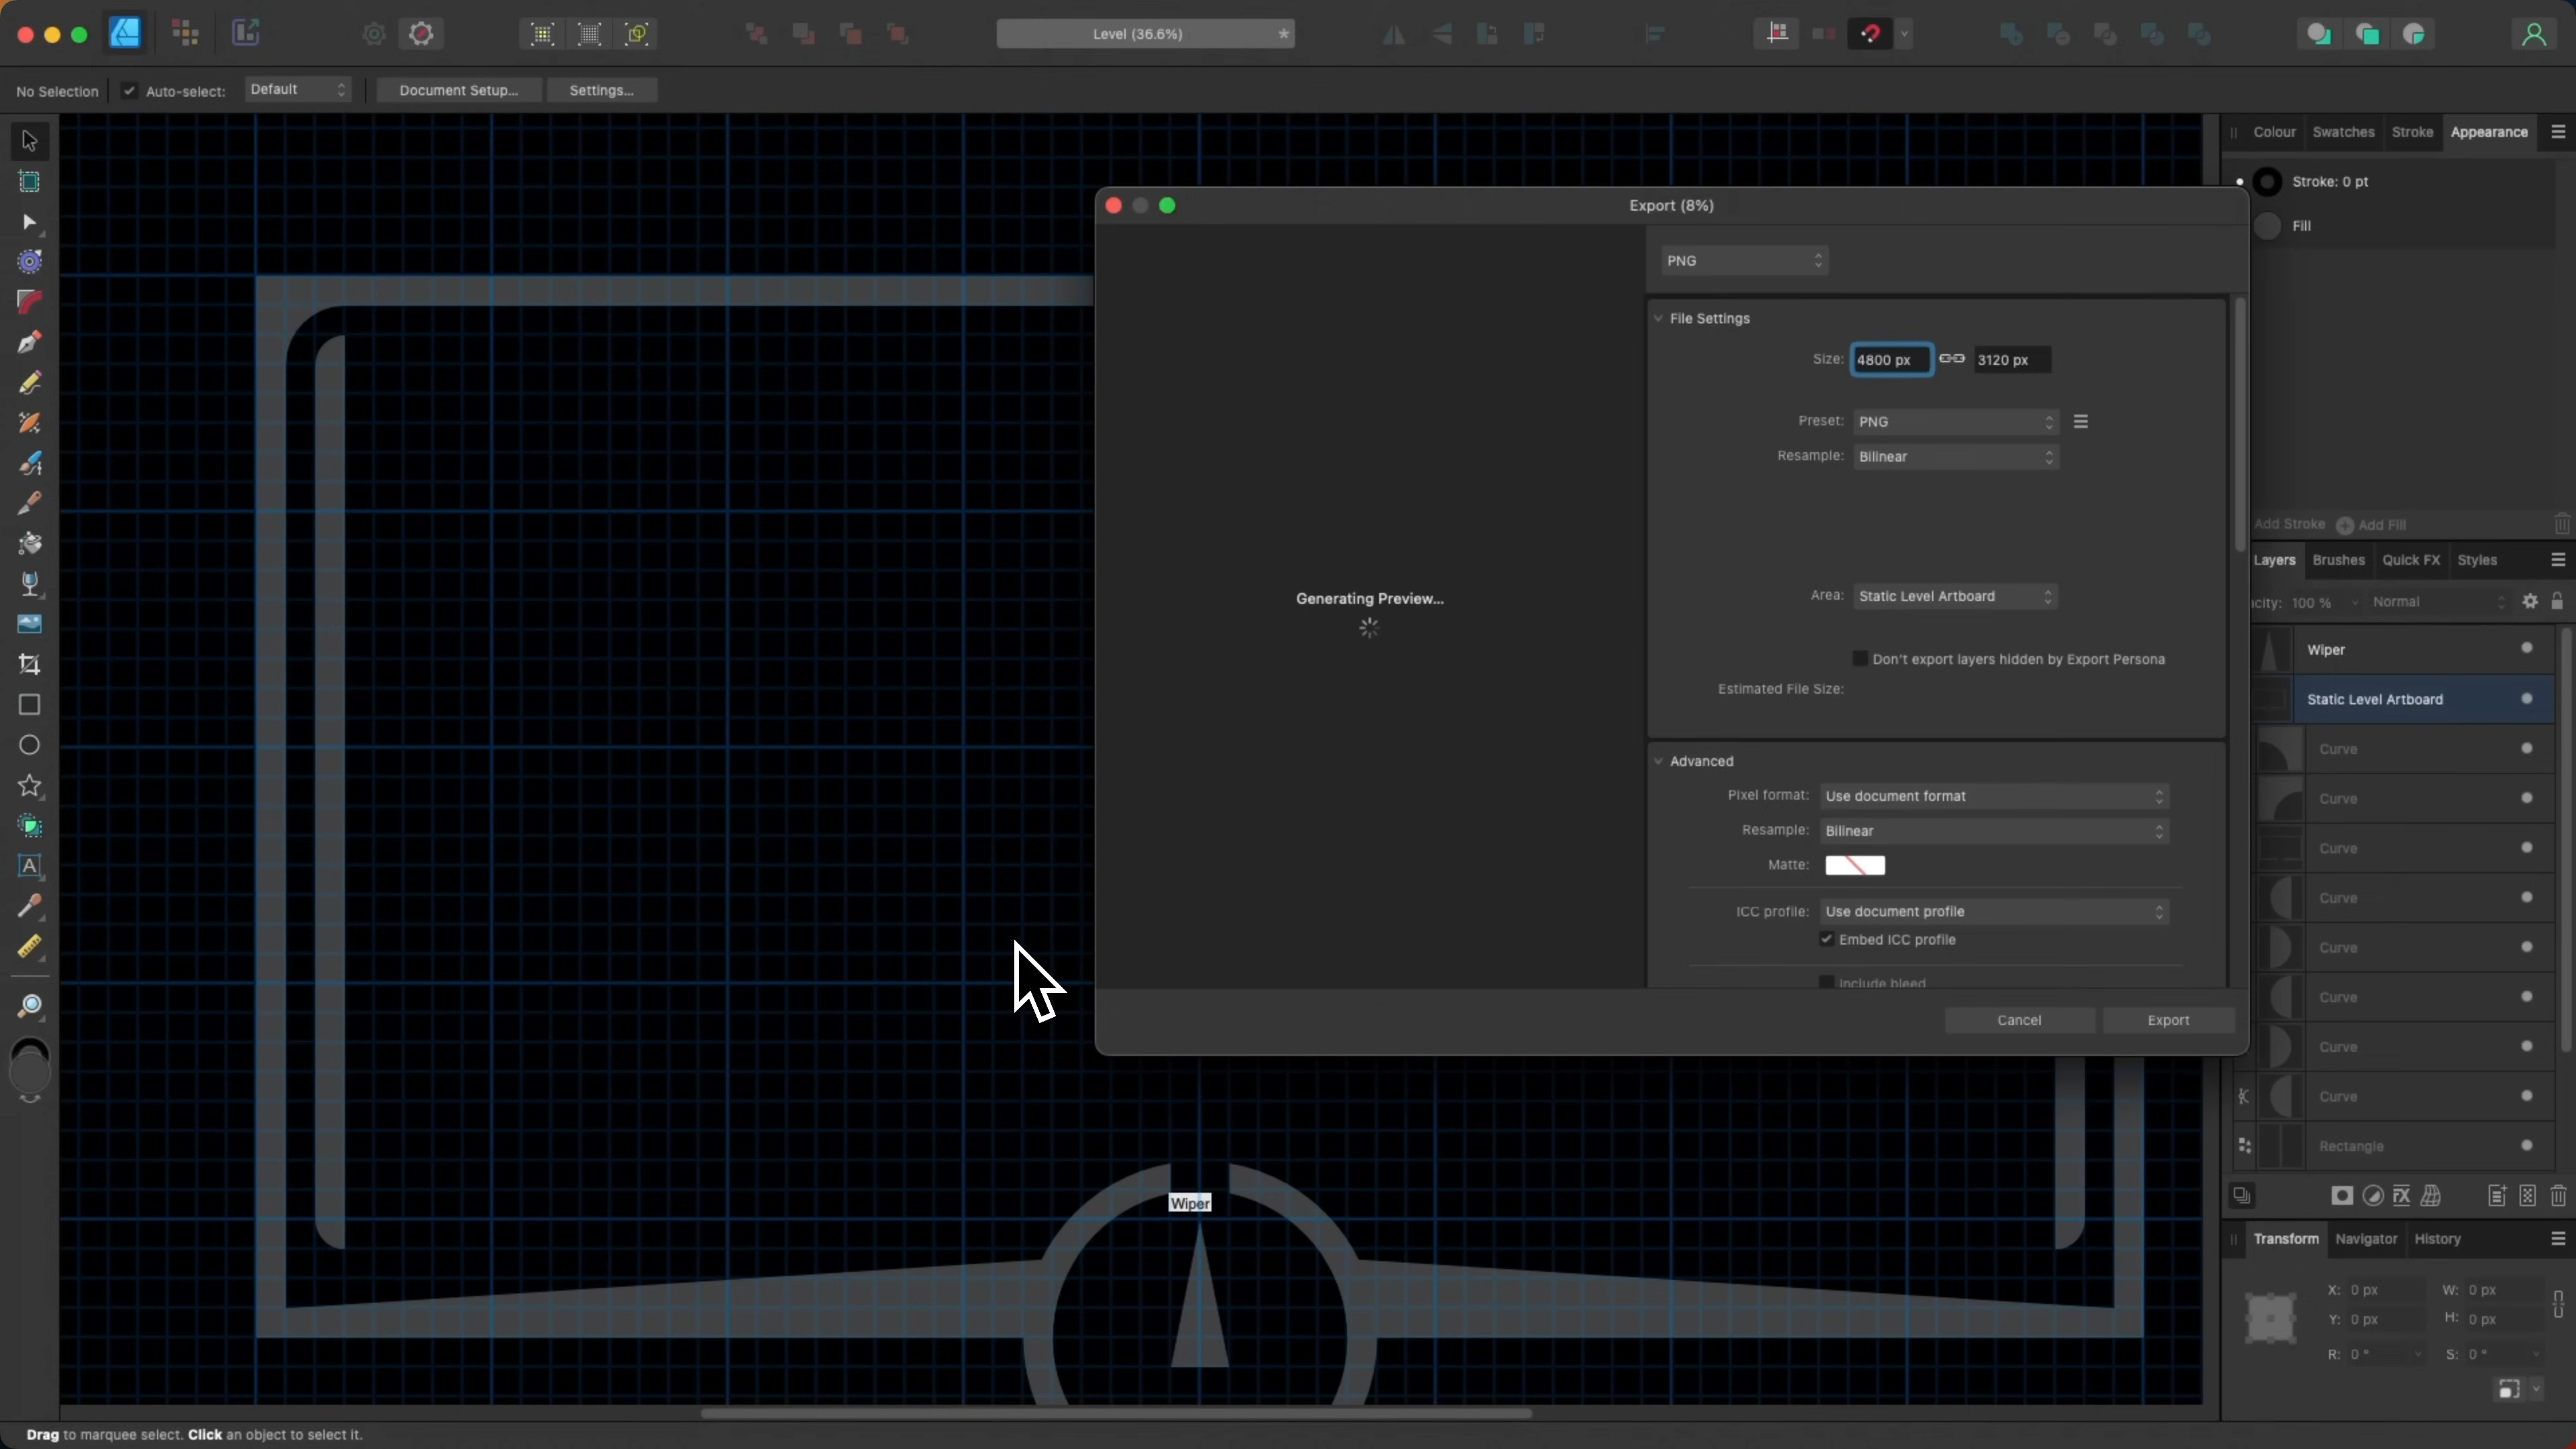 Level (36.6%)
No Selection
Auto-select:
Default
Document Setup...
Settings...
Colour
Swatches
Stroke
Appearance
Stroke: 0 pt
Fill
Export (8%)
PNG
File Settings
Size:
4800 px
3120 px
Preset:
PNG
Resample:
Bilinear
Generating Preview...
Area:
Static Level Artboard
Don't export layers hidden by Export Persona
Estimated File Size:
Advanced
Pixel format:
Use document format
Resample:
Bilinear
Matte:
ICC profile:
Use document profile
Embed ICC profile
Include bleed
Cancel
Export
Add Stroke
Add Fill
Layers
Brushes
Quick FX
Styles
acity:
100 %
Normal
Wiper
Static Level Artboard
Curve
Curve
Curve
Curve
Curve
Curve
Curve
Curve
Rectangle
Wiper
Transform
Navigator
History
X:
0 px
W:
0 px
Y:
0 px
H:
0 px
R:
0 °
S:
0 °
Drag to marquee select. Click an object to select it.